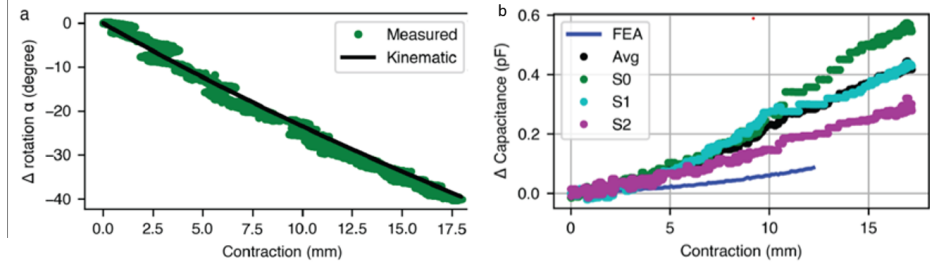 a
Δ rotation α (degree)
0
−10
−20
−30
−40
Measured
Kinematic
0.0 2.5 5.0 7.5 10.0 12.5 15.0 17.5
Contraction (mm)
b
Δ Capacitance (pF)
0.6
0.4
0.2
0.0
FEA
Avg
S0
S1
S2
0 5 10 15
Contraction (mm)